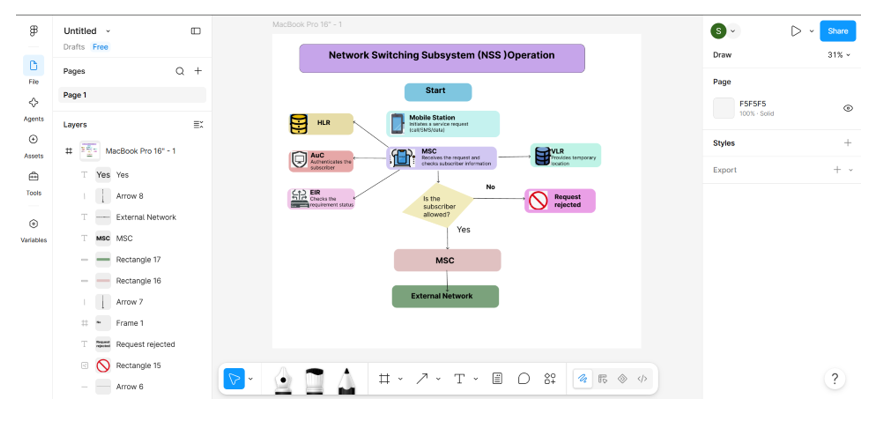 Untitled
Drafts Free
Pages
Page 1
Layers
MacBook Pro 16" - 1
Yes Yes
Arrow 8
External Network
MSC MSC
Rectangle 17
Rectangle 16
Arrow 7
Frame 1
Request rejected Request rejected
Rectangle 15
Arrow 6
File
Agents
Assets
Tools
Variables
MacBook Pro 16" - 1
Network Switching Subsystem (NSS )Operation
Start
HLR
Mobile Station
Initiates a service request
(call/SMS/data)
AuC
Authenticates the
subscriber
MSC
Receives the request and
checks subscriber information
VLR
Provides temporary
location
EIR
Checks the
requirement status
Is the
subscriber
allowed?
No
Request
rejected
Yes
MSC
External Network
S
Share
Draw
31%
Page
F5F5F5
100% · Solid
Styles
Export
?